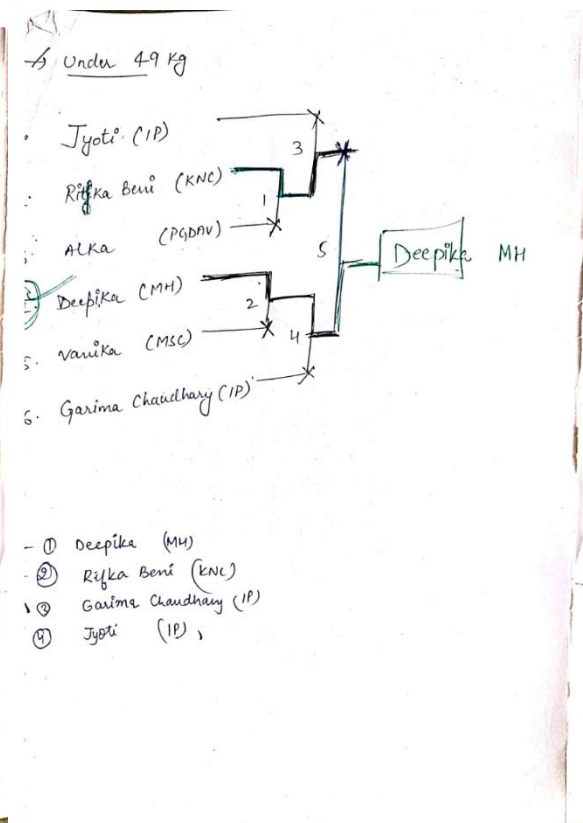 Under 49 Kg
Jyoti (IP)
3
Rifka Beni (KNC)
1
Alka (PGDAV)
5
Deepika MH
Deepika (MH)
2
5. Vanika (MSC)
4
6. Garima Chaudhary (IP)
- ① Deepika (MH)
- ② Rifka Beni (KNC)
③ Garima Chaudhary (IP)
④ Jyoti (IP),